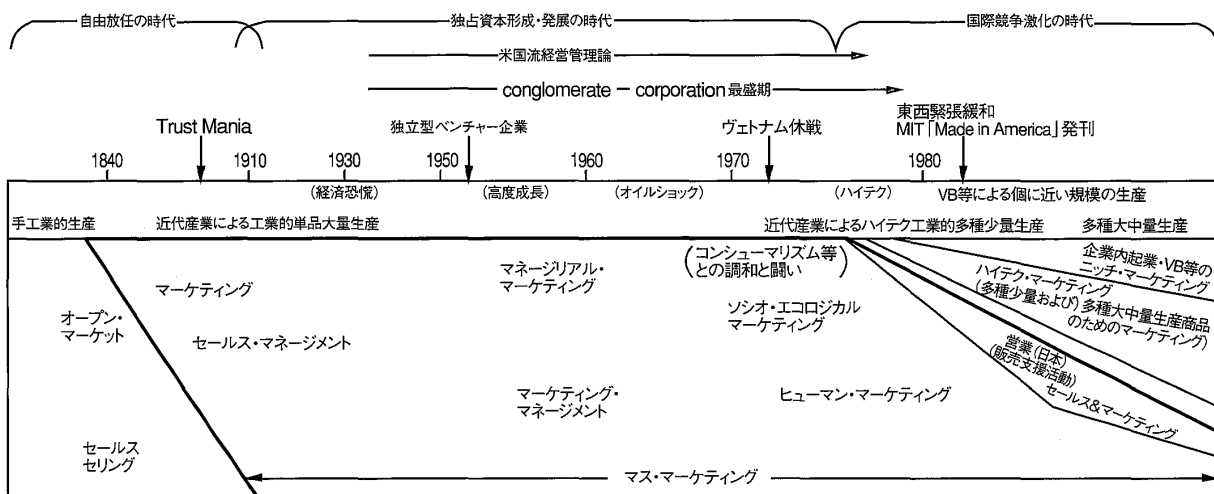 自由放任の時代
独占資本形成・発展の時代
国際競争激化の時代
米国流経営管理論
conglomerate － corporation 最盛期
Trust Mania
独立型ベンチャー企業
ヴェトナム休戦
東西緊張緩和
MIT「Made in America」発刊
1840
1910
1930
1950
1960
1970
1980
(経済恐慌)
(高度成長)
(オイルショック)
(ハイテク)
VB等による個に近い規模の生産
手工業的生産
近代産業による工業的単品大量生産
近代産業によるハイテク工業的多種少量生産
多種大中量生産
オープン・
マーケット
マーケティング
セールス・マネージメント
マネージリアル・
マーケティング
(コンシューマリズム等
との調和と闘い)
ソシオ・エコロジカル
マーケティング
企業内起業・VB等の
ニッチ・マーケティング
ハイテク・マーケティング
(多種少量および)多種大中量生産商品
のためのマーケティング)
営業(日本)
(販売支援活動)
セールス&マーケティング
マーケティング・
マネージメント
ヒューマン・マーケティング
セールス
セリング
マス・マーケティング